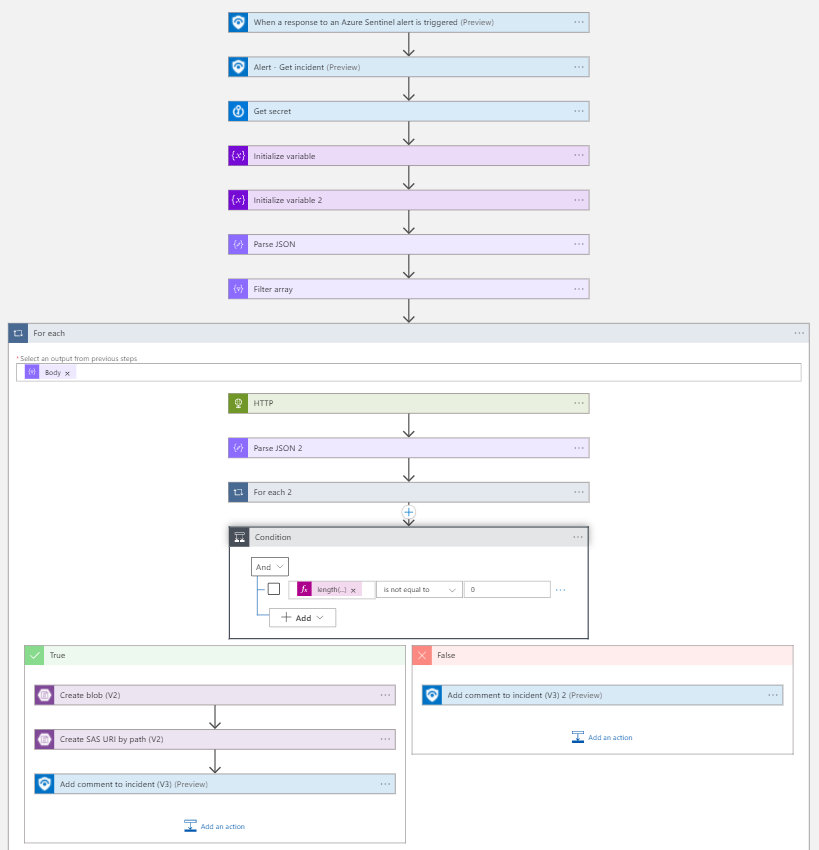 When a response to an Azure Sentinel alert is triggered (Preview)
Alert - Get incident (Preview)
Get secret
{x} Initialize variable
{x} Initialize variable 2
Parse JSON
Filter array
For each
* Select an output from previous steps
Body ×
HTTP
Parse JSON 2
For each 2
Condition
And
fx length(...) × is not equal to 0
+ Add
True
Create blob (V2)
Create SAS URI by path (V2)
Add comment to incident (V3) (Preview)
Add an action
False
Add comment to incident (V3) 2 (Preview)
Add an action